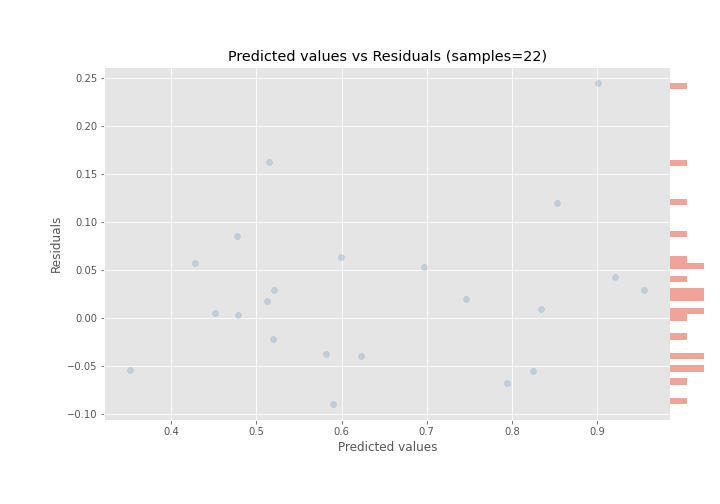 Predicted values vs Residuals (samples=22)
0.25
0.20
0.15
0.10
0.05
0.00
−0.05
−0.10
Residuals
0.4 0.5 0.6 0.7 0.8 0.9
Predicted values